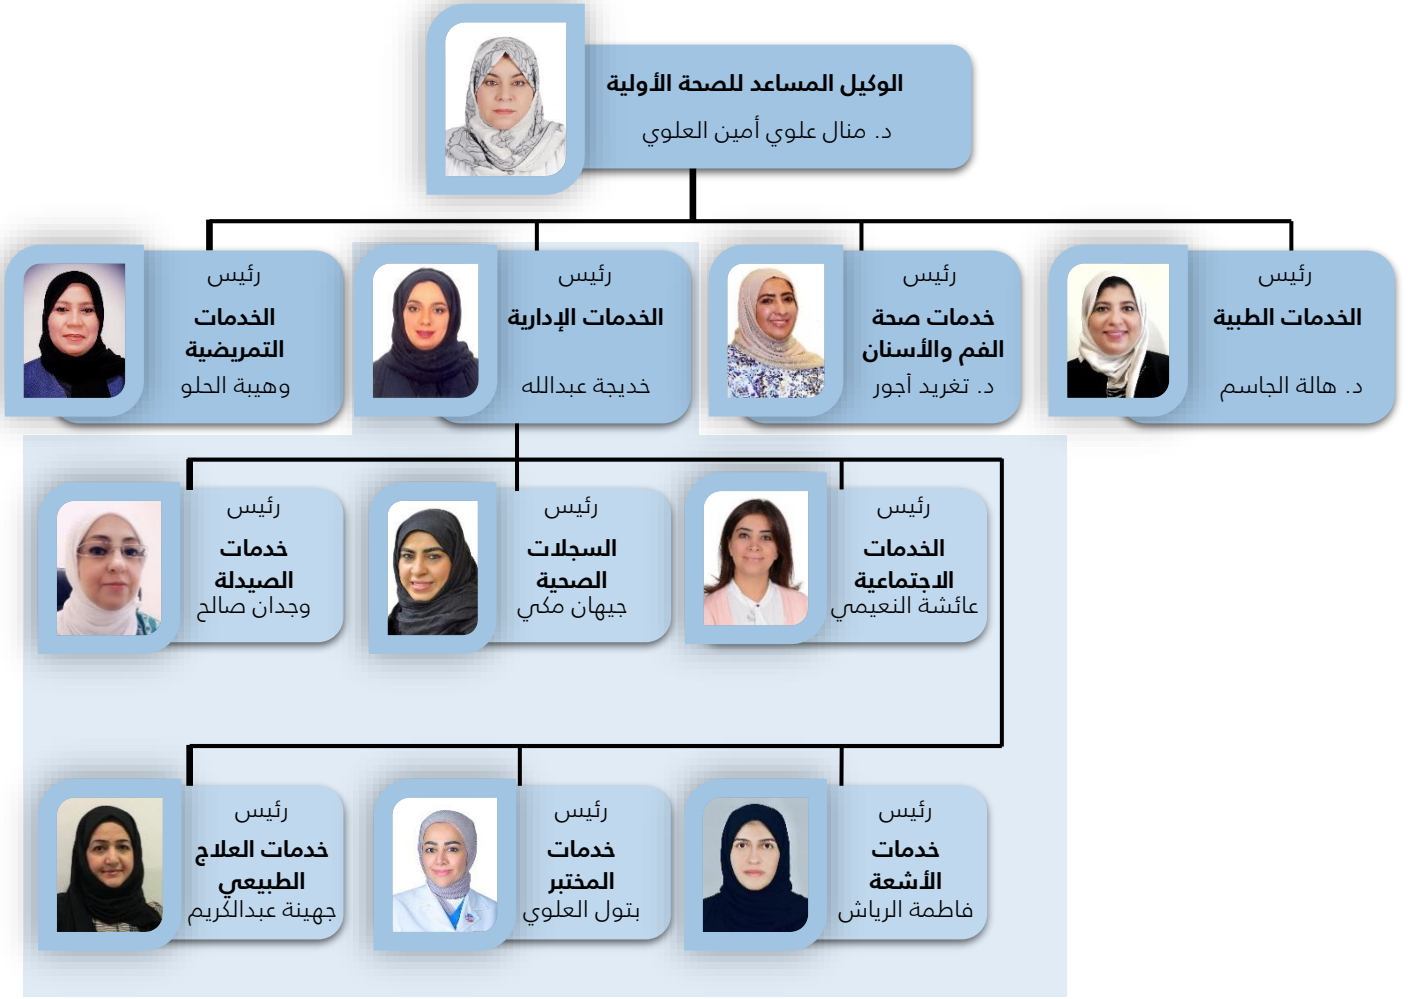 الوكيل المساعد للصحة الأولية
د. منال علوي أمين العلوي
رئيس
الخدمات الطبية
د. هالة الجاسم
رئيس
خدمات صحة
الفم والأسنان
د. تغريد أجور
رئيس
الخدمات الإدارية
خديجة عبدالله
رئيس
الخدمات
التمريضية
وهيبة الحلو
رئيس
الخدمات
الاجتماعية
عائشة النعيمي
رئيس
السجلات
الصحية
جيهان مكي
رئيس
خدمات
الصيدلة
وجدان صالح
رئيس
خدمات
الأشعة
فاطمة الرياش
رئيس
خدمات
المختبر
بتول العلوي
رئيس
خدمات العلاج
الطبيعي
جهينة عبدالكريم